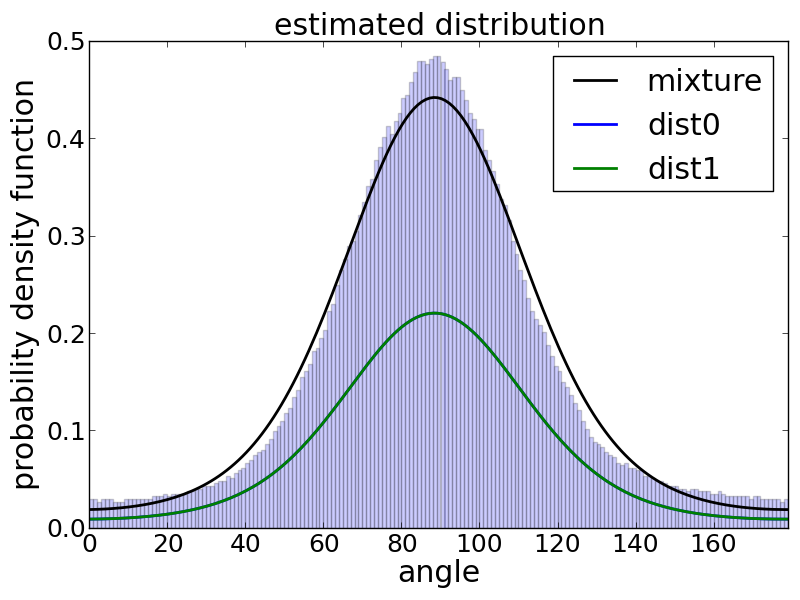 estimated distribution
probability density function
0.5
0.4
0.3
0.2
0.1
0.0
mixture
dist0
dist1
0 20 40 60 80 100 120 140 160
angle